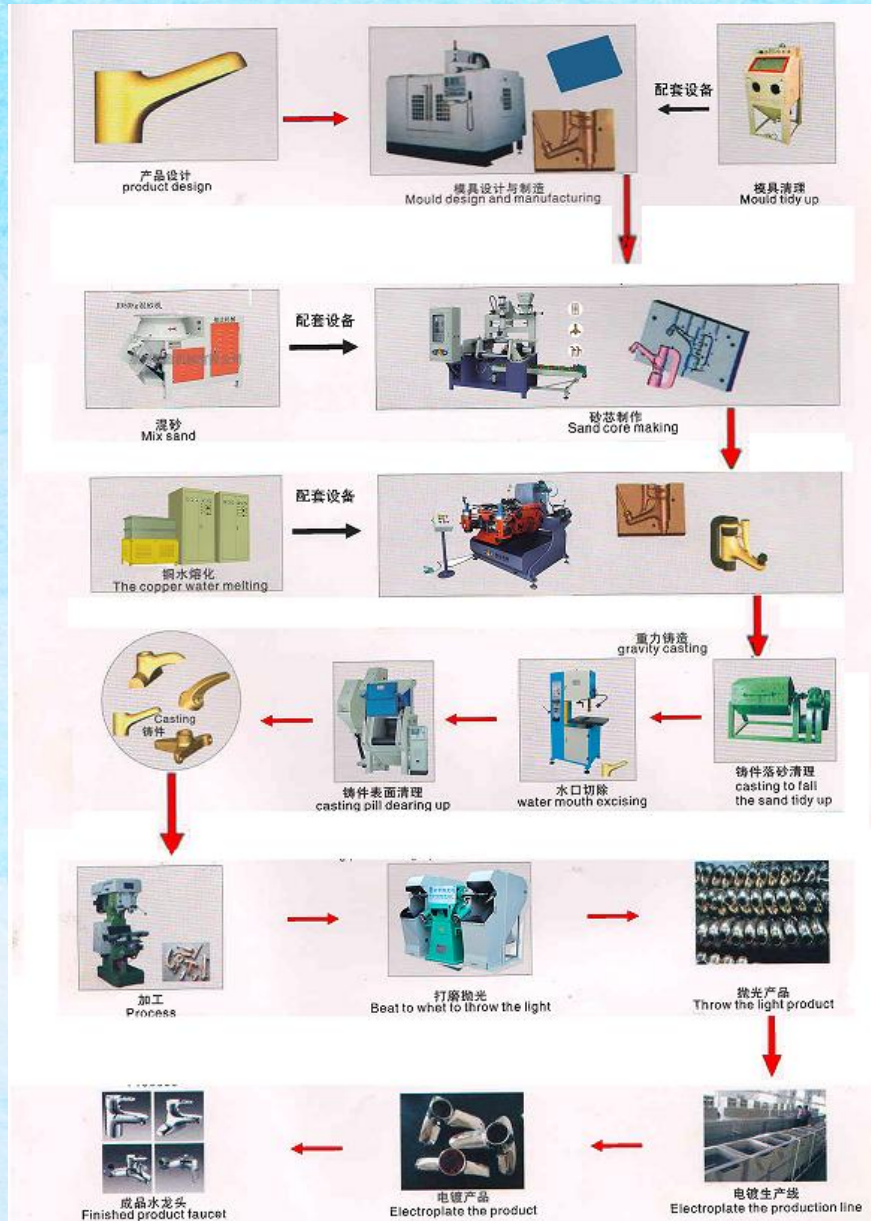 配套设备
产品设计
product design
模具设计与制造
Mould design and manufacturing
模具清理
Mould tidy up
配套设备
混砂
Mix sand
砂芯制作
Sand core making
配套设备
铜水熔化
The copper water melting
重力铸造
gravity casting
Casting
铸件
铸件表面清理
casting pill dearing up
水口切除
water mouth excising
铸件落砂清理
casting to fall
the sand tidy up
加工
Process
打磨抛光
Beat to whet to throw the light
抛光产品
Throw the light product
成品水龙头
Finished product faucet
电镀产品
Electroplate the product
电镀生产线
Electroplate the production line